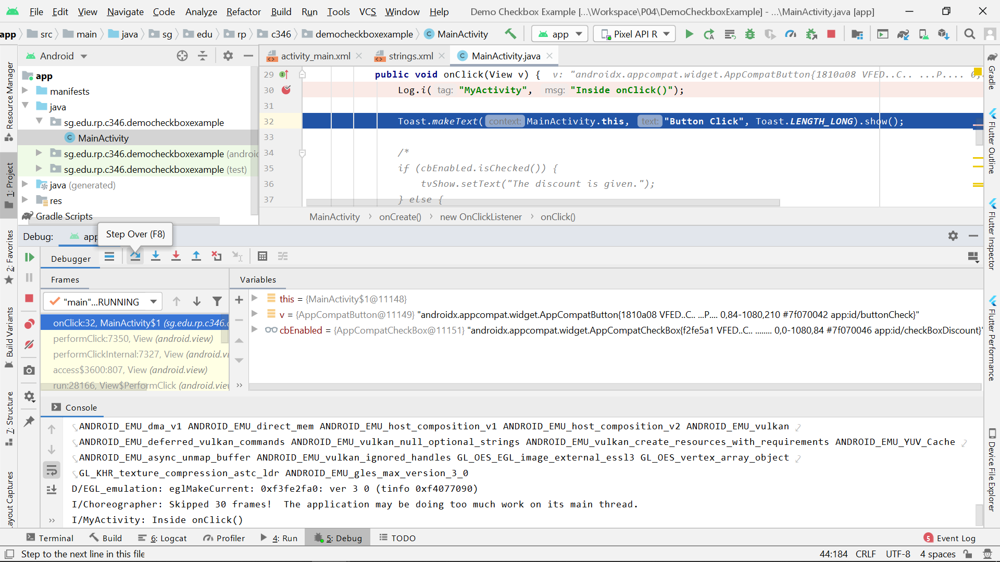 File Edit View Navigate Code Analyze Refactor Build Run Tools VCS Window Help Demo Checkbox Example [...\Workspace\P04\DemoCheckboxExample] - ...\MainActivity.java [app]
app src main java sg edu rp c346 democheckboxexample MainActivity app Pixel API R
Android
activity_main.xml strings.xml MainActivity.java
Resource Manager
1: Project
2: Favorites
Build Variants
7: Structure
ayout Captures
app
manifests
java
sg.edu.rp.c346.democheckboxexample
MainActivity
sg.edu.rp.c346.democheckboxexample (androic
sg.edu.rp.c346.democheckboxexample (test)
java (generated)
res
Gradle Scripts
29 public void onClick(View v) { v: "androidx.appcompat.widget.AppCompatButton{1810a08 VFED..C.. ...P....
30 Log.i( tag: "MyActivity", msg: "Inside onClick()");
31
32 Toast.makeText( context: MainActivity.this, text: "Button Click", Toast.LENGTH_LONG).show();
33
34 /*
35 if (cbEnabled.isChecked()) {
36 tvShow.setText("The discount is given.");
37 } else {
MainActivity onCreate() new OnClickListener onClick()
Gradle
Flutter Outline
Flutter Inspector
Flutter Performance
Device File Explorer
Debug: app
Step Over (F8)
Debugger
Frames
Variables
"main"...RUNNING
onClick:32, MainActivity$1 (sg.edu.rp.c346.
performClick:7350, View (android.view)
performClickInternal:7327, View (android.vi
access$3600:807, View (android.view)
run:28166, View$PerformClick (android.vie
this = {MainActivity$1@11148}
v = {AppCompatButton@11149} "androidx.appcompat.widget.AppCompatButton{1810a08 VFED..C.. ...P.... 0,84-1080,210 #7f070042 app:id/buttonCheck}"
cbEnabled = {AppCompatCheckBox@11151} "androidx.appcompat.widget.AppCompatCheckBox{f2fe5a1 VFED..C.. ........ 0,0-1080,84 #7f070046 app:id/checkBoxDiscount}"
Console
ANDROID_EMU_dma_v1 ANDROID_EMU_direct_mem ANDROID_EMU_host_composition_v1 ANDROID_EMU_host_composition_v2 ANDROID_EMU_vulkan
ANDROID_EMU_deferred_vulkan_commands ANDROID_EMU_vulkan_null_optional_strings ANDROID_EMU_vulkan_create_resources_with_requirements ANDROID_EMU_YUV_Cache
ANDROID_EMU_async_unmap_buffer ANDROID_EMU_vulkan_ignored_handles GL_OES_EGL_image_external_essl3 GL_OES_vertex_array_object
GL_KHR_texture_compression_astc_ldr ANDROID_EMU_gles_max_version_3_0
D/EGL_emulation: eglMakeCurrent: 0xf3fe2fa0: ver 3 0 (tinfo 0xf4077090)
I/Choreographer: Skipped 30 frames!  The application may be doing too much work on its main thread.
I/MyActivity: Inside onClick()
Terminal Build 6: Logcat Profiler 4: Run 5: Debug TODO 5 Event Log
Step to the next line in this file 44:184 CRLF UTF-8 4 spaces